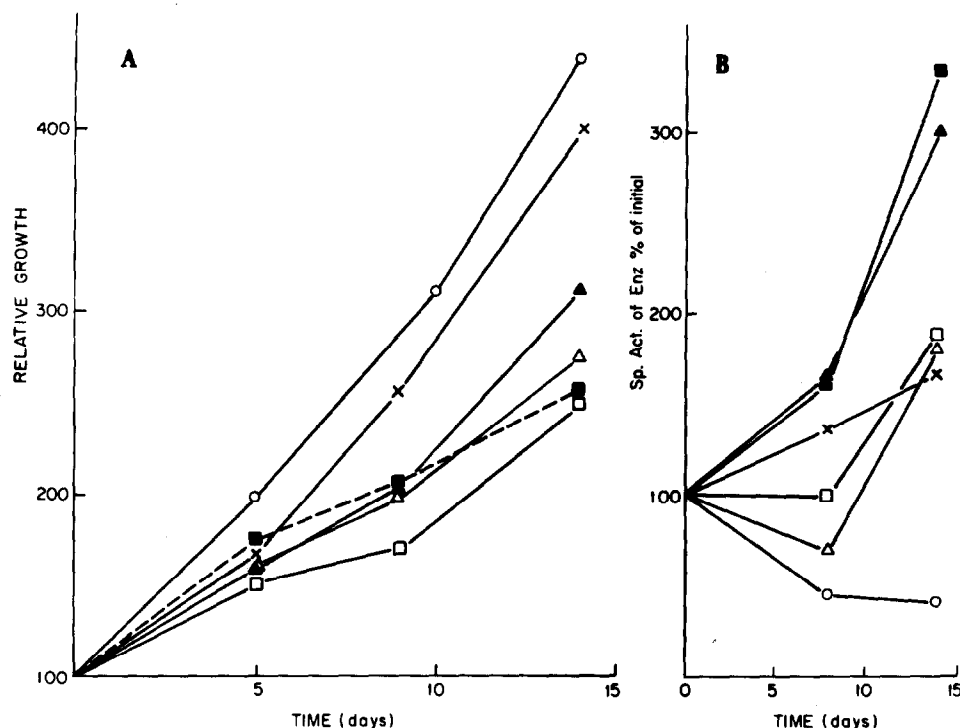 A
RELATIVE GROWTH
400
300
200
100
5
10
15
TIME (days)
B
Sp. Act. of Enz % of initial
300
200
100
0
5
10
15
TIME (days)